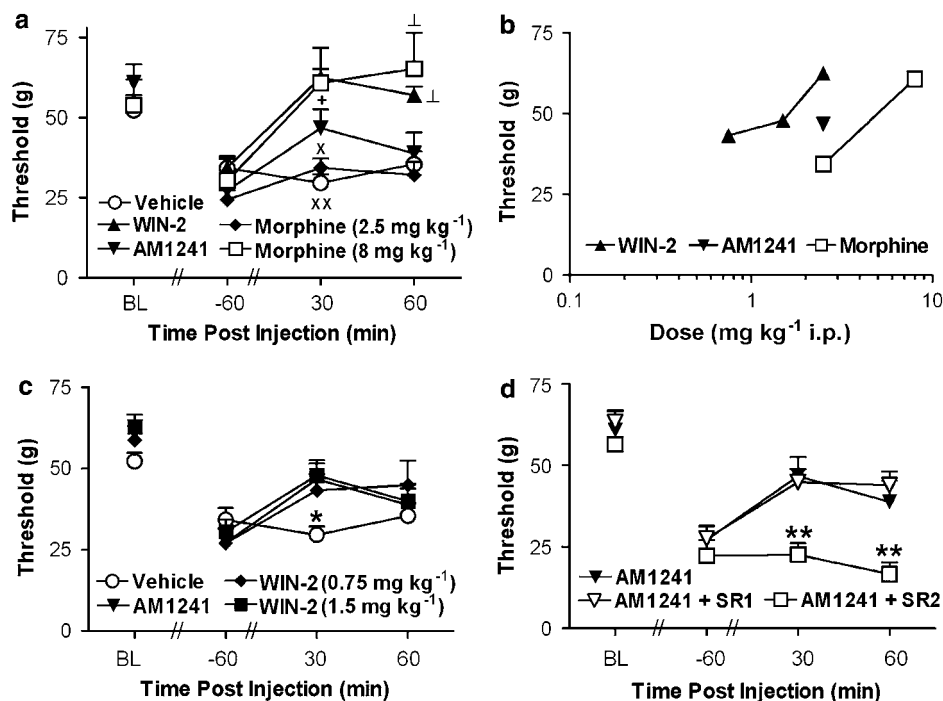 a
Threshold (g)
75
50
25
0
⊥
⊥
+
x
xx
Vehicle
WIN-2
AM1241
Morphine (2.5 mg kg⁻¹)
Morphine (8 mg kg⁻¹)
BL
-60
30
60
Time Post Injection (min)
b
Threshold (g)
75
50
25
0
WIN-2
AM1241
Morphine
0.1
1
10
Dose (mg kg⁻¹ i.p.)
c
Threshold (g)
75
50
25
0
*
Vehicle
AM1241
WIN-2 (0.75 mg kg⁻¹)
WIN-2 (1.5 mg kg⁻¹)
BL
-60
30
60
Time Post Injection (min)
d
Threshold (g)
75
50
25
0
**
**
AM1241
AM1241 + SR1
AM1241 + SR2
BL
-60
30
60
Time Post Injection (min)